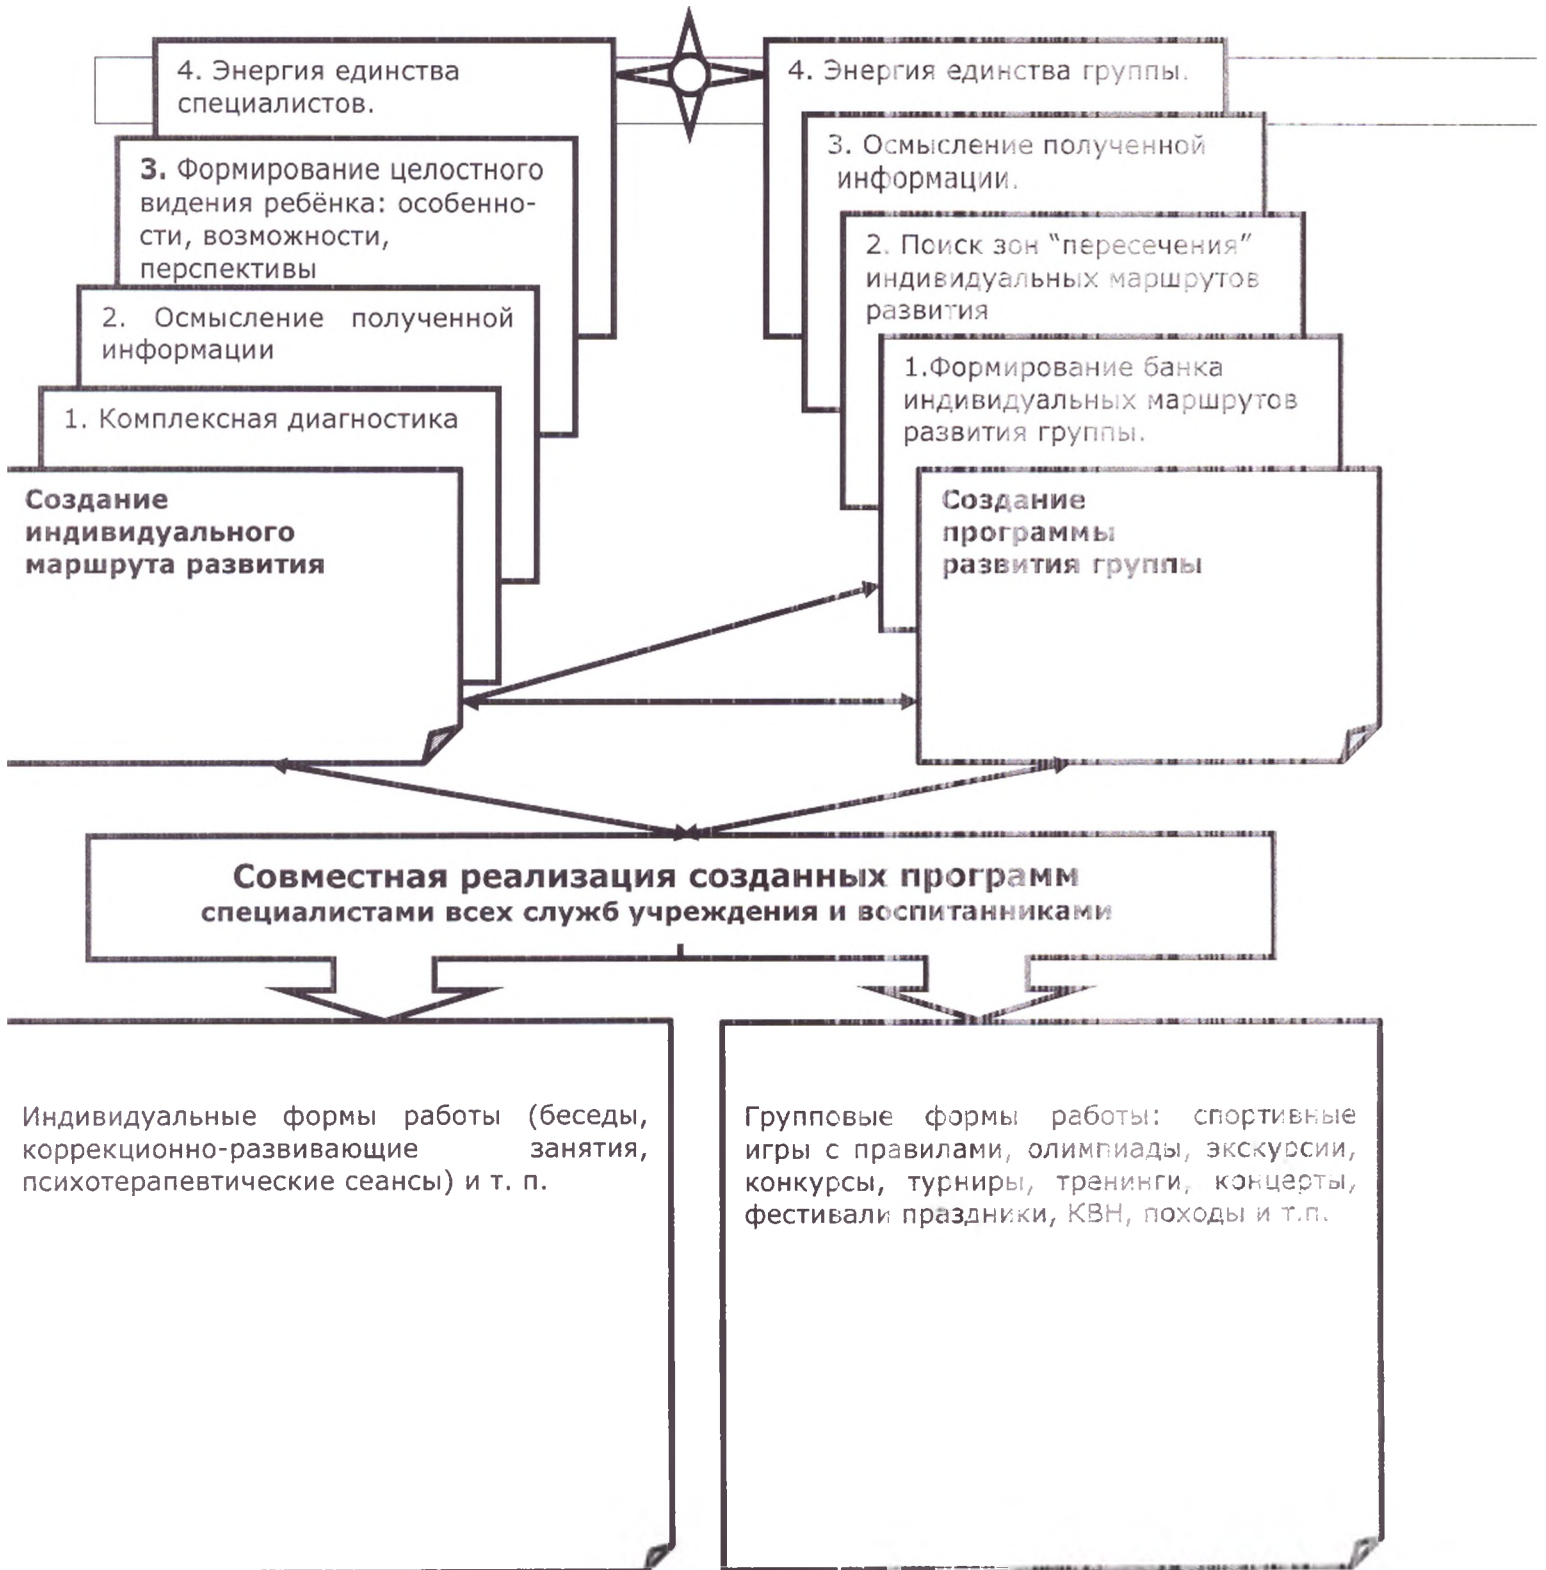 4. Энергия единства
специалистов.
3. Формирование целостного
видения ребёнка: особенно-
сти, возможности,
перспективы
2. Осмысление полученной
информации
1. Комплексная диагностика
Создание
индивидуального
маршрута развития
4. Энергия единства группы.
3. Осмысление полученной
информации.
2. Поиск зон "пересечения"
индивидуальных маршрутов
развития
1.Формирование банка
индивидуальных маршрутов
развития группы.
Создание
программы
развития группы
Совместная реализация созданных программ
специалистами всех служб учреждения и воспитанниками
Индивидуальные формы работы (беседы,
коррекционно-развивающие занятия,
психотерапевтические сеансы) и т. п.
Групповые формы работы: спортивные
игры с правилами, олимпиады, экскурсии,
конкурсы, турниры, тренинги, концерты,
фестивали праздники, КВН, походы и т.п.